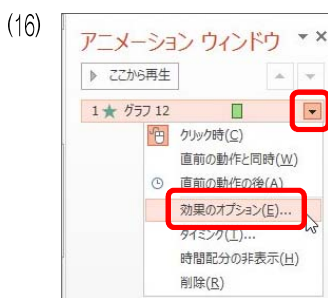 (16)
アニメーション ウィンドウ
ここから再生
1 グラフ 12
クリック時(C)
直前の動作と同時(W)
直前の動作の後(A)
効果のオプション(E)...
タイミング(T)...
時間配分の非表示(H)
削除(R)